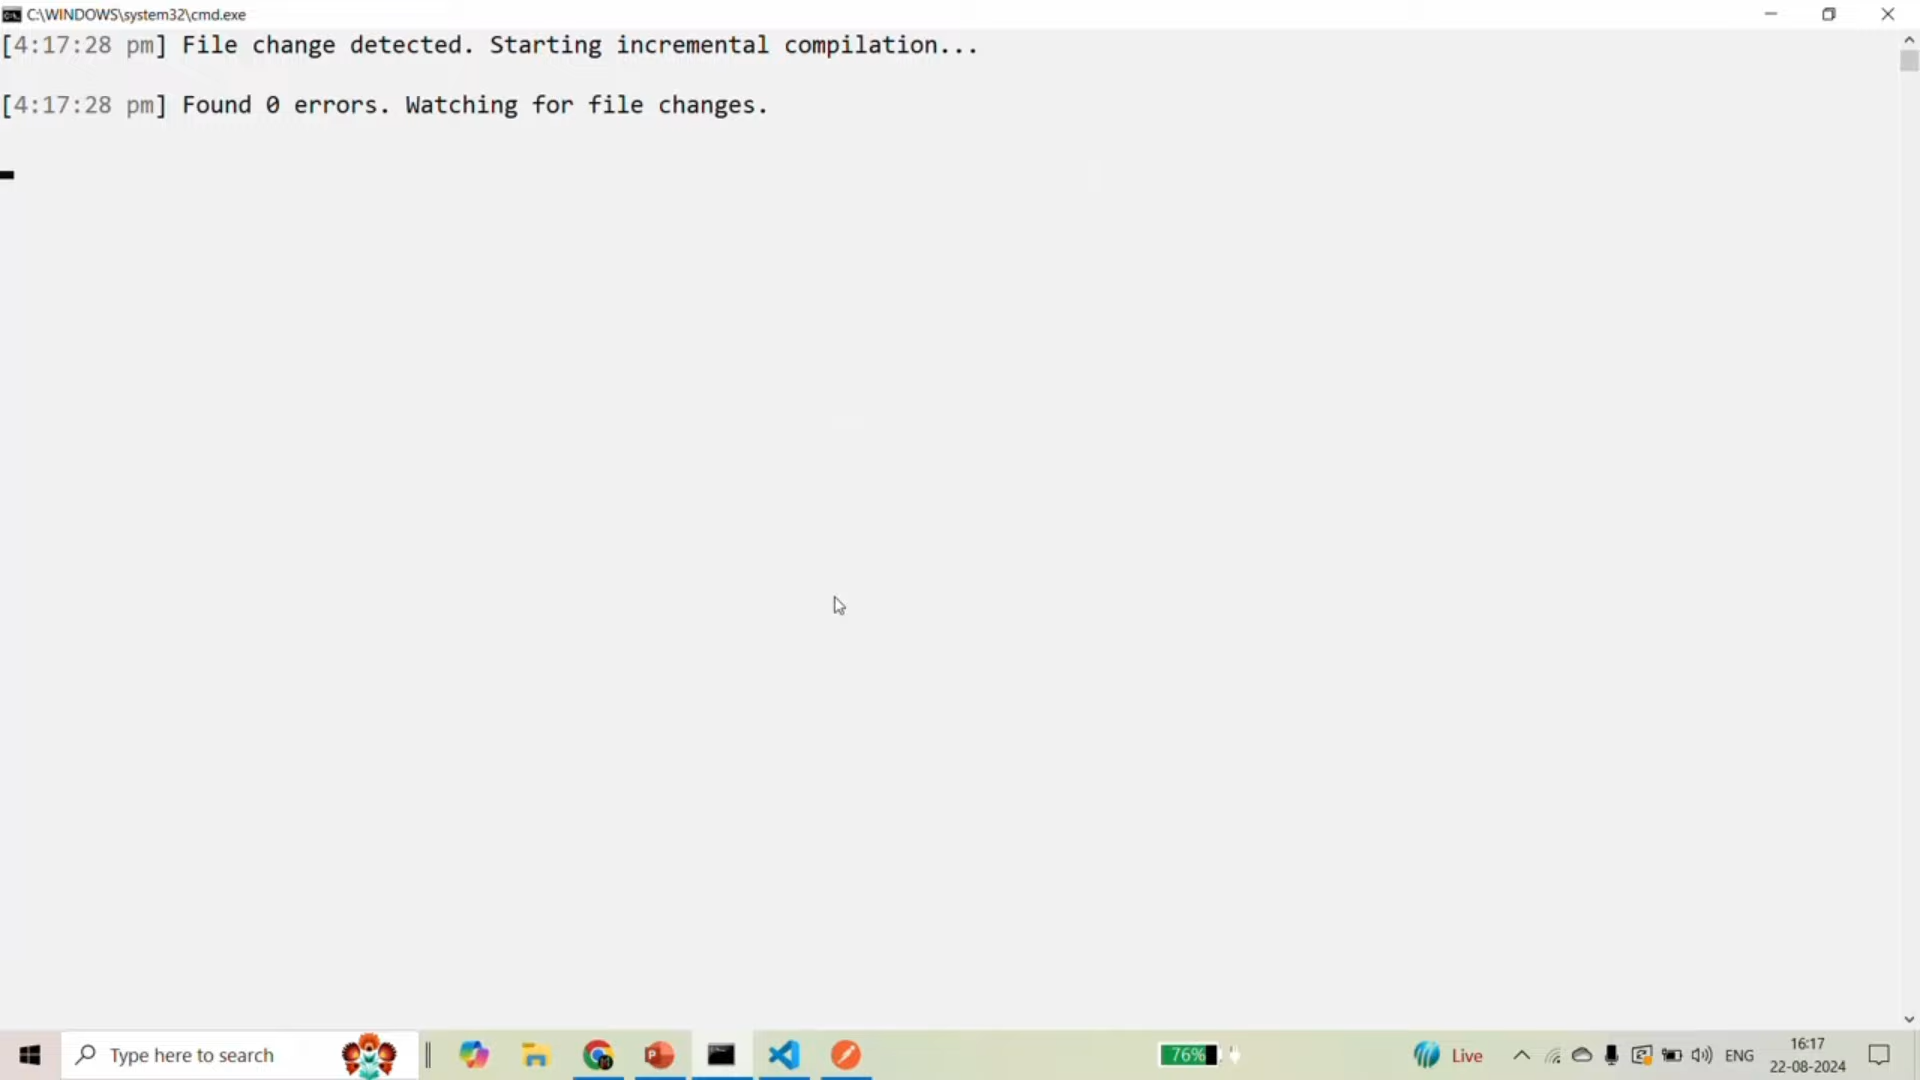 C:\WINDOWS\system32\cmd.exe
[4:17:28 pm] File change detected. Starting incremental compilation...
[4:17:28 pm] Found 0 errors. Watching for file changes.
Type here to search
76%
Live
ENG
16:17
22-08-2024